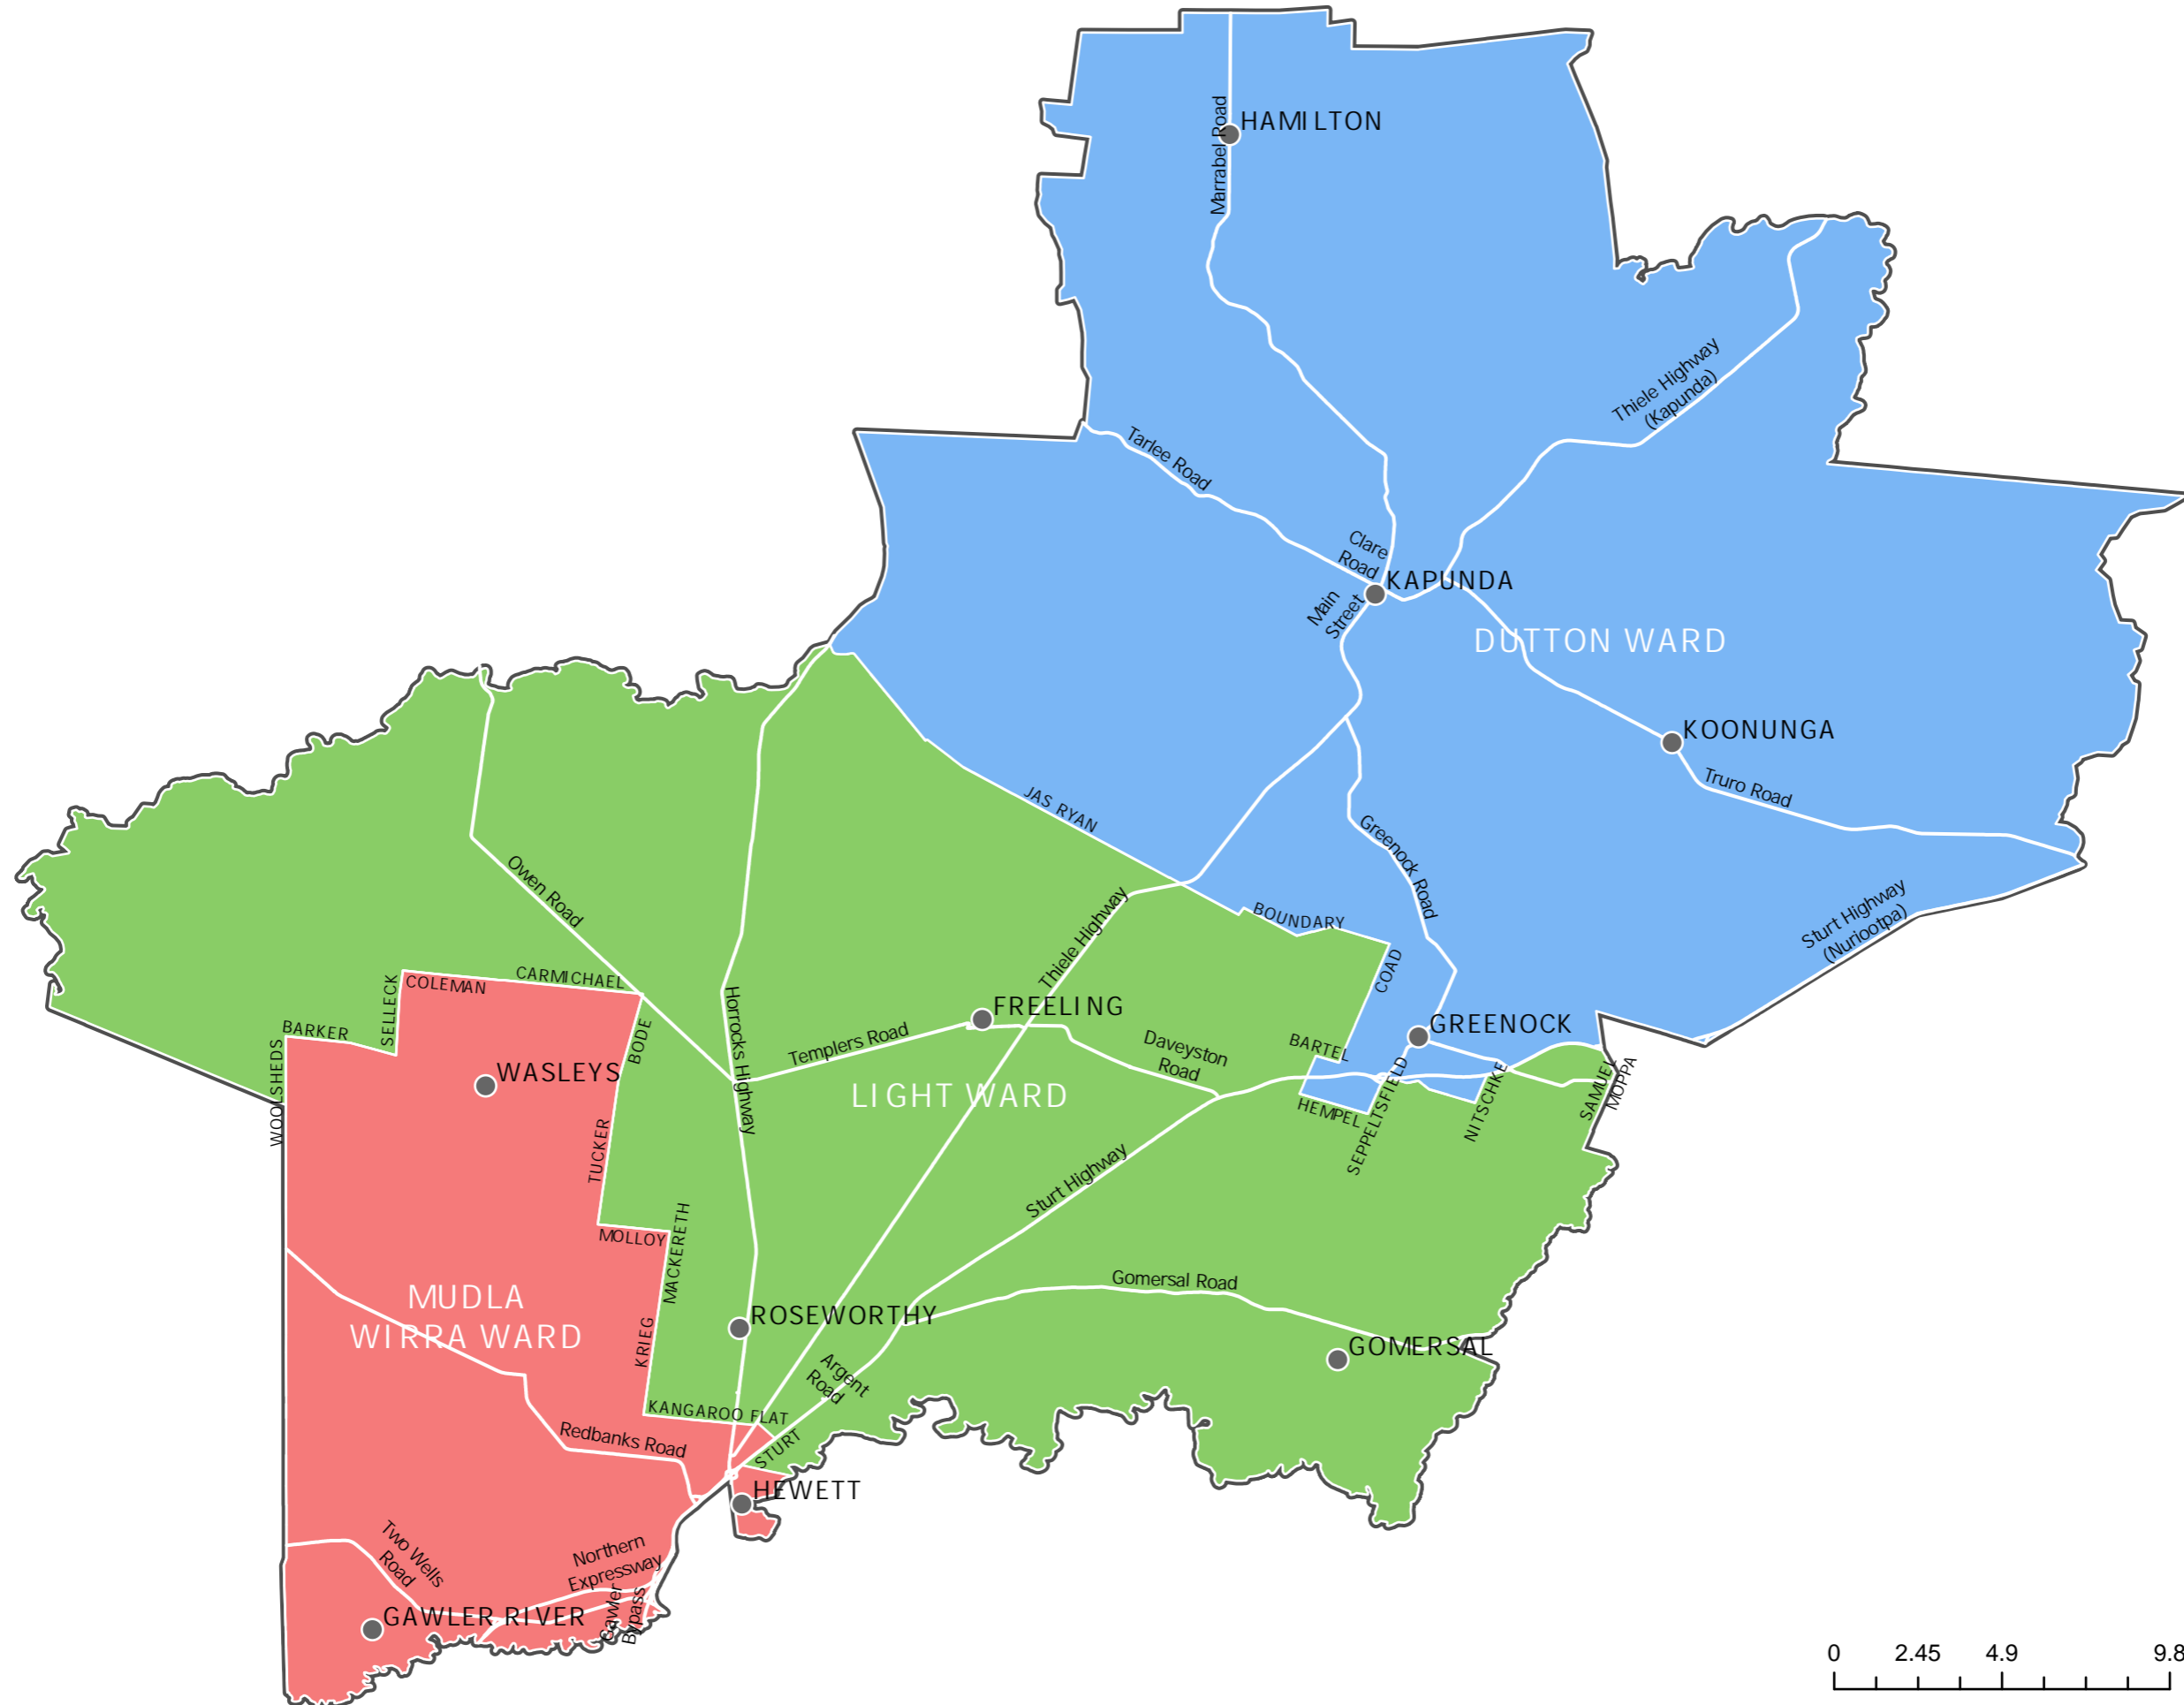 HAMILTON
Marrabel Road
Thiele Highway
(Kapunda)
Tarlee Road
Clare
Road
KAPUNDA
Main
Street
DUTTON WARD
KOONUNGA
Truro Road
JAS RYAN
Greenock Road
Owen Road
Thiele Highway
BOUNDARY
Sturt Highway
(Nuriootpa)
COAD
SELLECK
COLEMAN
CARMICHAEL
Horrocks Highway
FREELING
GREENOCK
BARKER
BODE
Templers Road
Daveyston
Road
BARTEL
WOOLSHEDS
WASLEYS
LIGHT WARD
SEPPELTSFIELD
NITSCHKE
SAMUEL
MOPPA
HEMPEL
TUCKER
Sturt Highway
MOLLOY
MACKERETH
MUDLA
WIRRA WARD
Gomersal Road
ROSEWORTHY
KRIEG
GOMERSAL
Argent
Road
KANGAROO FLAT
Redbanks Road
STURT
HEWETT
Two Wells
Road
Northern
Expressway
GAWLER RIVER
Gawler
Bypass
0 2.45 4.9 9.8